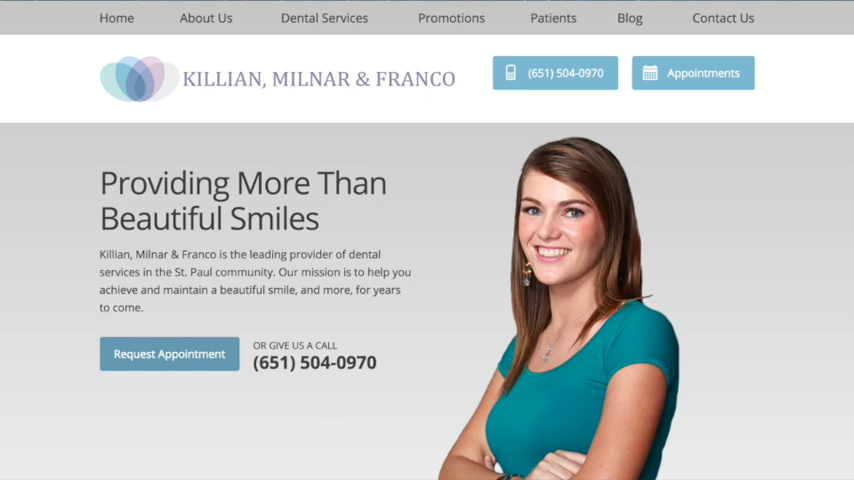 Home About Us Dental Services Promotions Patients Blog Contact Us
KILLIAN, MILNAR & FRANCO
(651) 504-0970
Appointments
Providing More Than
Beautiful Smiles
Killian, Milnar & Franco is the leading provider of dental
services in the St. Paul community. Our mission is to help you
achieve and maintain a beautiful smile, and more, for years
to come.
Request Appointment
OR GIVE US A CALL
(651) 504-0970